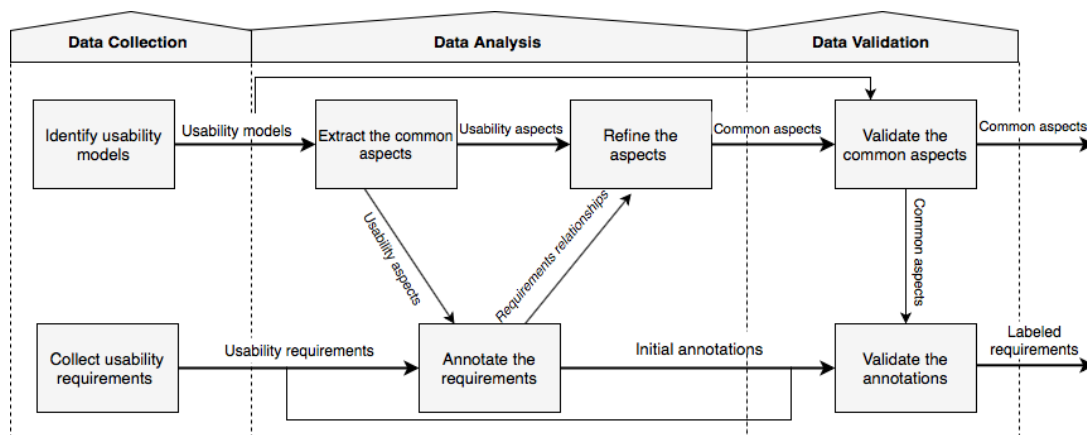 Data Collection
Data Analysis
Data Validation
Identify usability
models
Usability models
Extract the common
aspects
Usability aspects
Refine the
aspects
Common aspects
Validate the
common aspects
Common aspects
Usability aspects
Requirements relationships
Common aspects
Collect usability
requirements
Usability requirements
Annotate the
requirements
Initial annotations
Validate the
annotations
Labeled
requirements